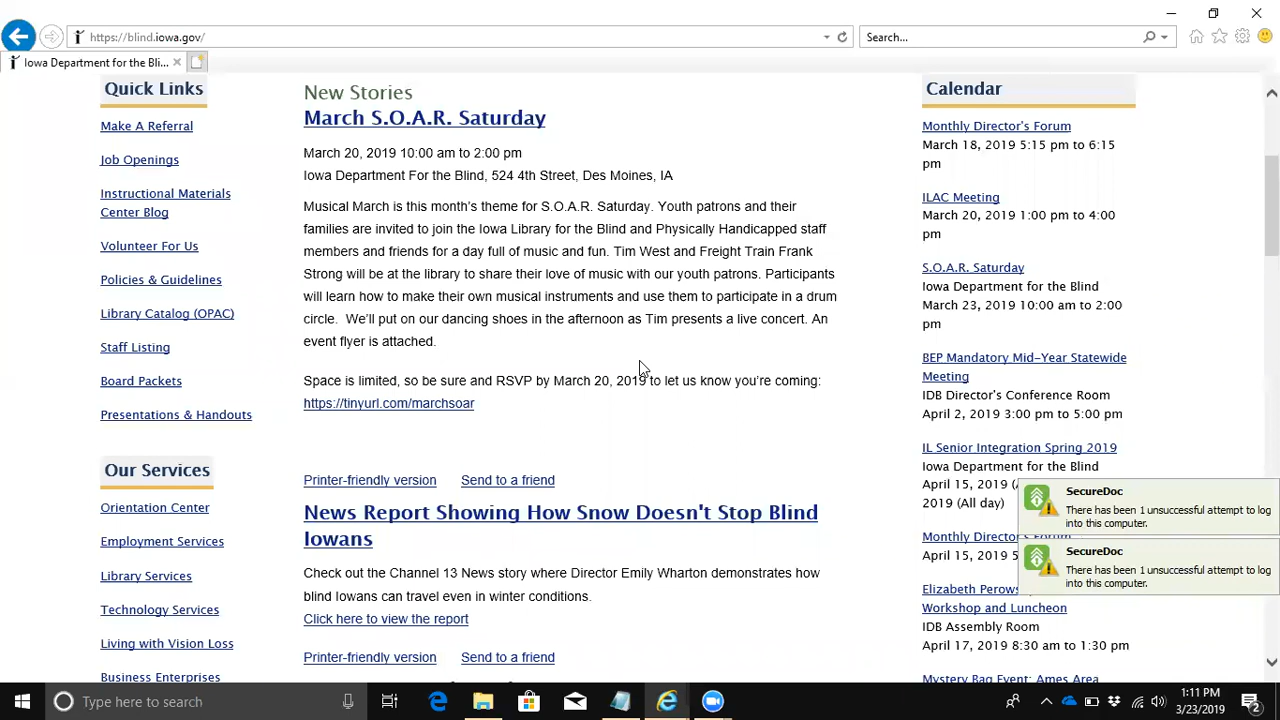 https://blind.iowa.gov/
Search...
Iowa Department for the Bli...
Quick Links
Make A Referral
Job Openings
Instructional Materials
Center Blog
Volunteer For Us
Policies & Guidelines
Library Catalog (OPAC)
Staff Listing
Board Packets
Presentations & Handouts
Our Services
Orientation Center
Employment Services
Library Services
Technology Services
Living with Vision Loss
Business Enterprises
New Stories
March S.O.A.R. Saturday
March 20, 2019 10:00 am to 2:00 pm
Iowa Department For the Blind, 524 4th Street, Des Moines, IA
Musical March is this month’s theme for S.O.A.R. Saturday. Youth patrons and their
families are invited to join the Iowa Library for the Blind and Physically Handicapped staff
members and friends for a day full of music and fun. Tim West and Freight Train Frank
Strong will be at the library to share their love of music with our youth patrons. Participants
will learn how to make their own musical instruments and use them to participate in a drum
circle. We’ll put on our dancing shoes in the afternoon as Tim presents a live concert. An
event flyer is attached.
Space is limited, so be sure and RSVP by March 20, 2019 to let us know you’re coming:
https://tinyurl.com/marchsoar
Printer-friendly version Send to a friend
News Report Showing How Snow Doesn't Stop Blind
Iowans
Check out the Channel 13 News story where Director Emily Wharton demonstrates how
blind Iowans can travel even in winter conditions.
Click here to view the report
Printer-friendly version Send to a friend
Calendar
Monthly Director's Forum
March 18, 2019 5:15 pm to 6:15
pm
ILAC Meeting
March 20, 2019 1:00 pm to 4:00
pm
S.O.A.R. Saturday
Iowa Department for the Blind
March 23, 2019 10:00 am to 2:00
pm
BEP Mandatory Mid-Year Statewide
Meeting
IDB Director's Conference Room
April 2, 2019 3:00 pm to 5:00 pm
IL Senior Integration Spring 2019
Iowa Department for the Blind
April 15, 2019
2019 (All day)
Monthly Director's Forum
April 15, 2019
Elizabeth Perows
Workshop and Luncheon
IDB Assembly Room
April 17, 2019 8:30 am to 1:30 pm
Mystery Bag Event: Ames Area
SecureDoc
There has been 1 unsuccessful attempt to log
into this computer.
SecureDoc
There has been 1 unsuccessful attempt to log
into this computer.
Type here to search
1:11 PM
3/23/2019
2